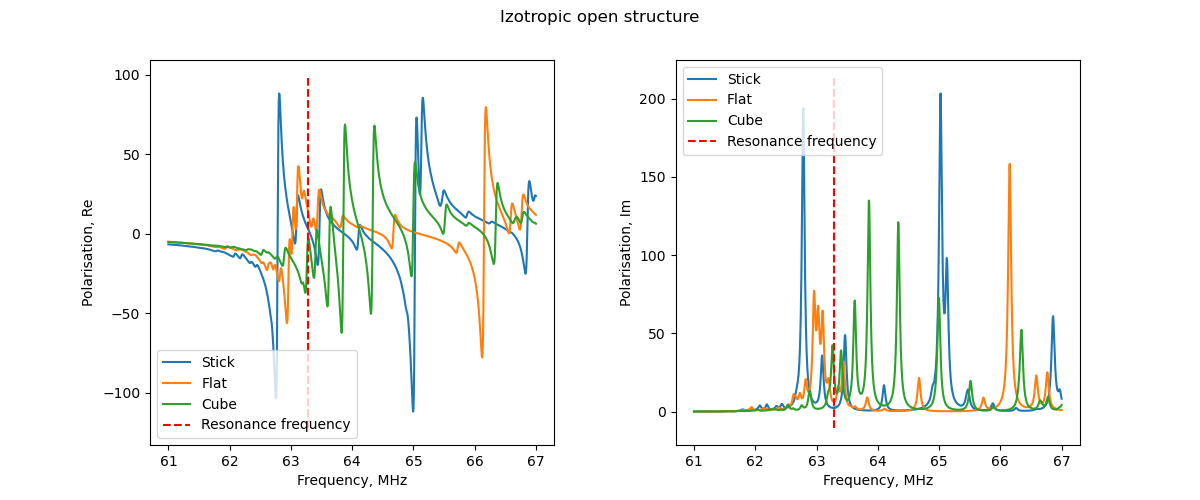 Izotropic open structure
Polarisation, Re
100
50
0
−50
−100
61 62 63 64 65 66 67
Frequency, MHz
Stick
Flat
Cube
Resonance frequency
Polarisation, Im
200
150
100
50
0
61 62 63 64 65 66 67
Frequency, MHz
Stick
Flat
Cube
Resonance frequency